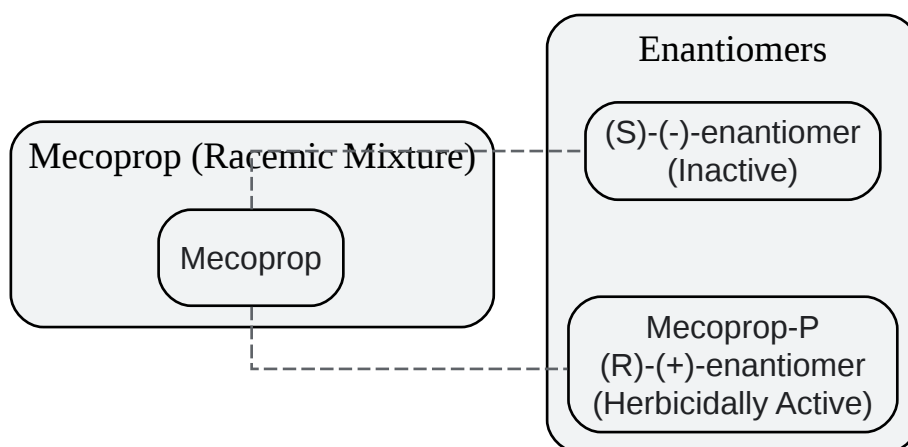 Enantiomers
(S)-(-)-enantiomer
(Inactive)
Mecoprop (Racemic Mixture)
Mecoprop
Mecoprop-P
(R)-(+)-enantiomer
(Herbicidally Active)